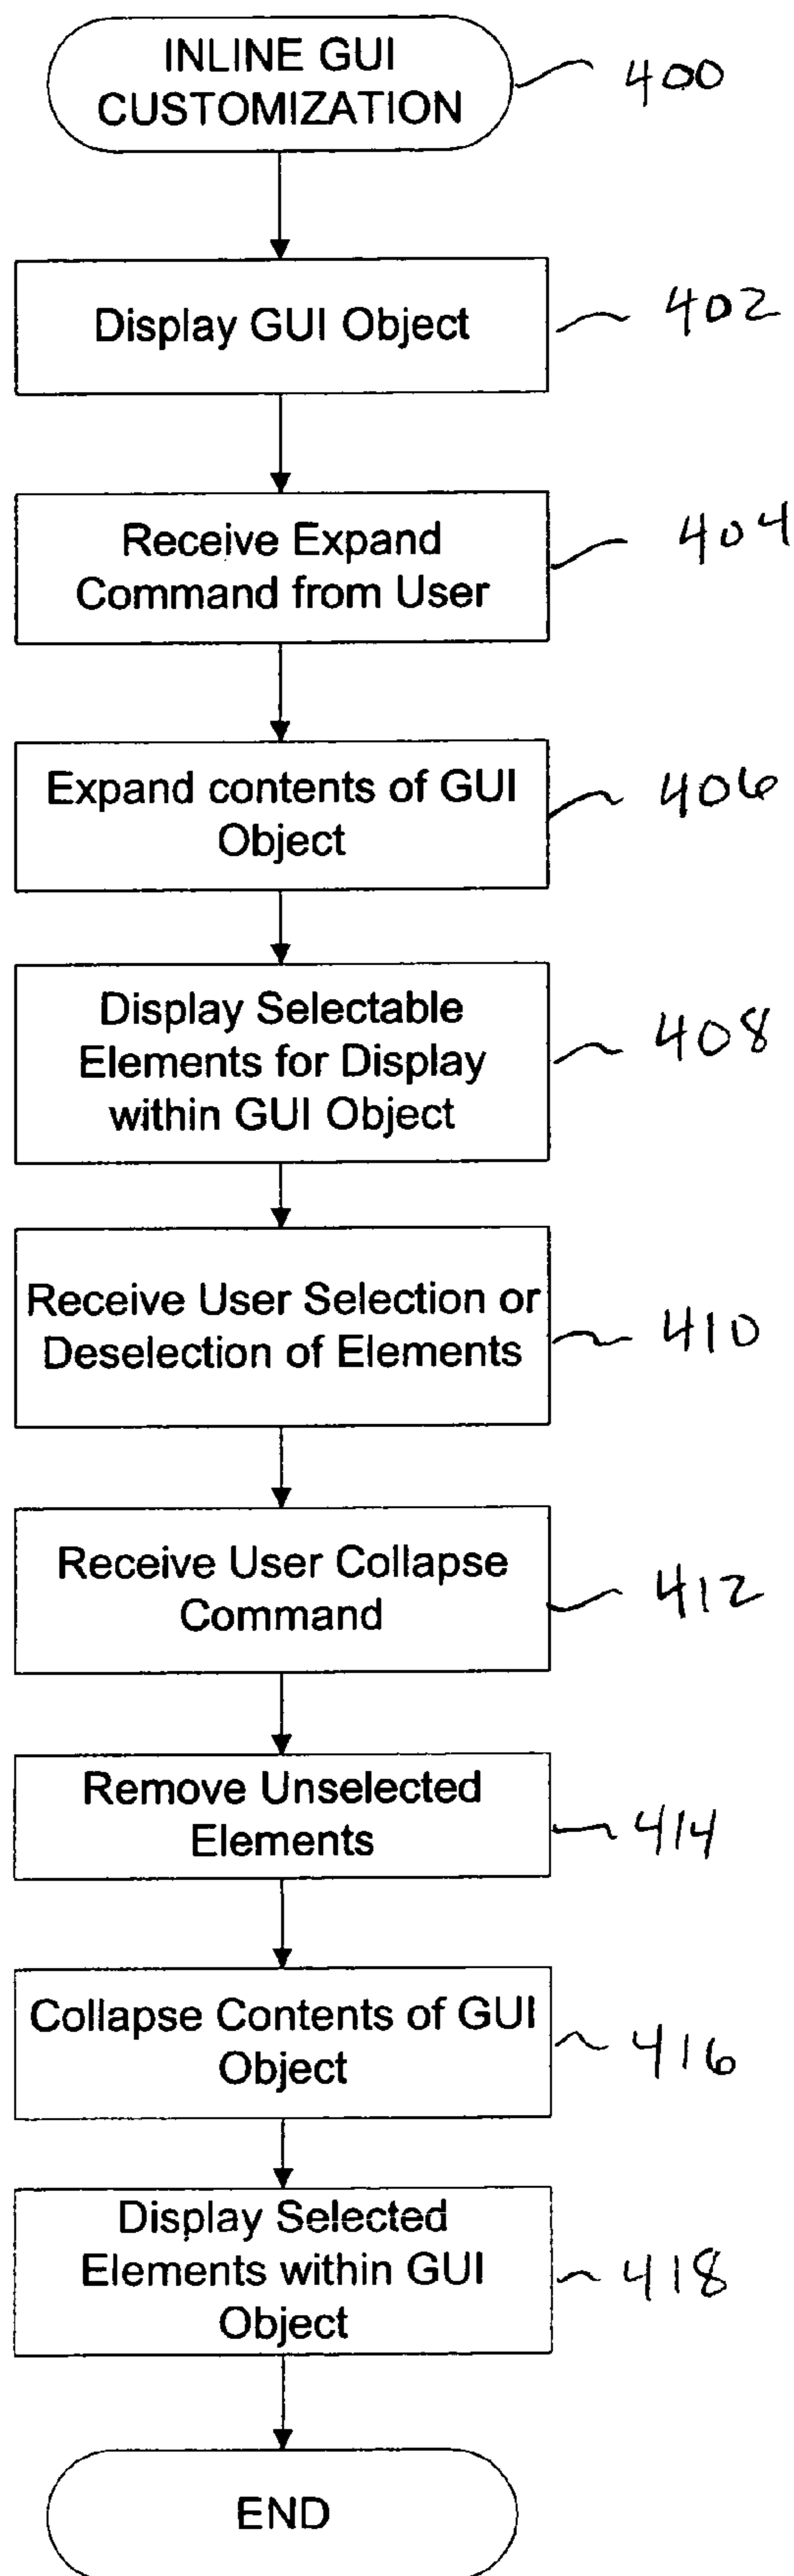 INLINE GUI
CUSTOMIZATION
400
Display GUI Object
402
Receive Expand
Command from User
404
Expand contents of GUI
Object
406
Display Selectable
Elements for Display
within GUI Object
408
Receive User Selection or
Deselection of Elements
410
Receive User Collapse
Command
412
Remove Unselected
Elements
414
Collapse Contents of GUI
Object
416
Display Selected
Elements within GUI
Object
418
END